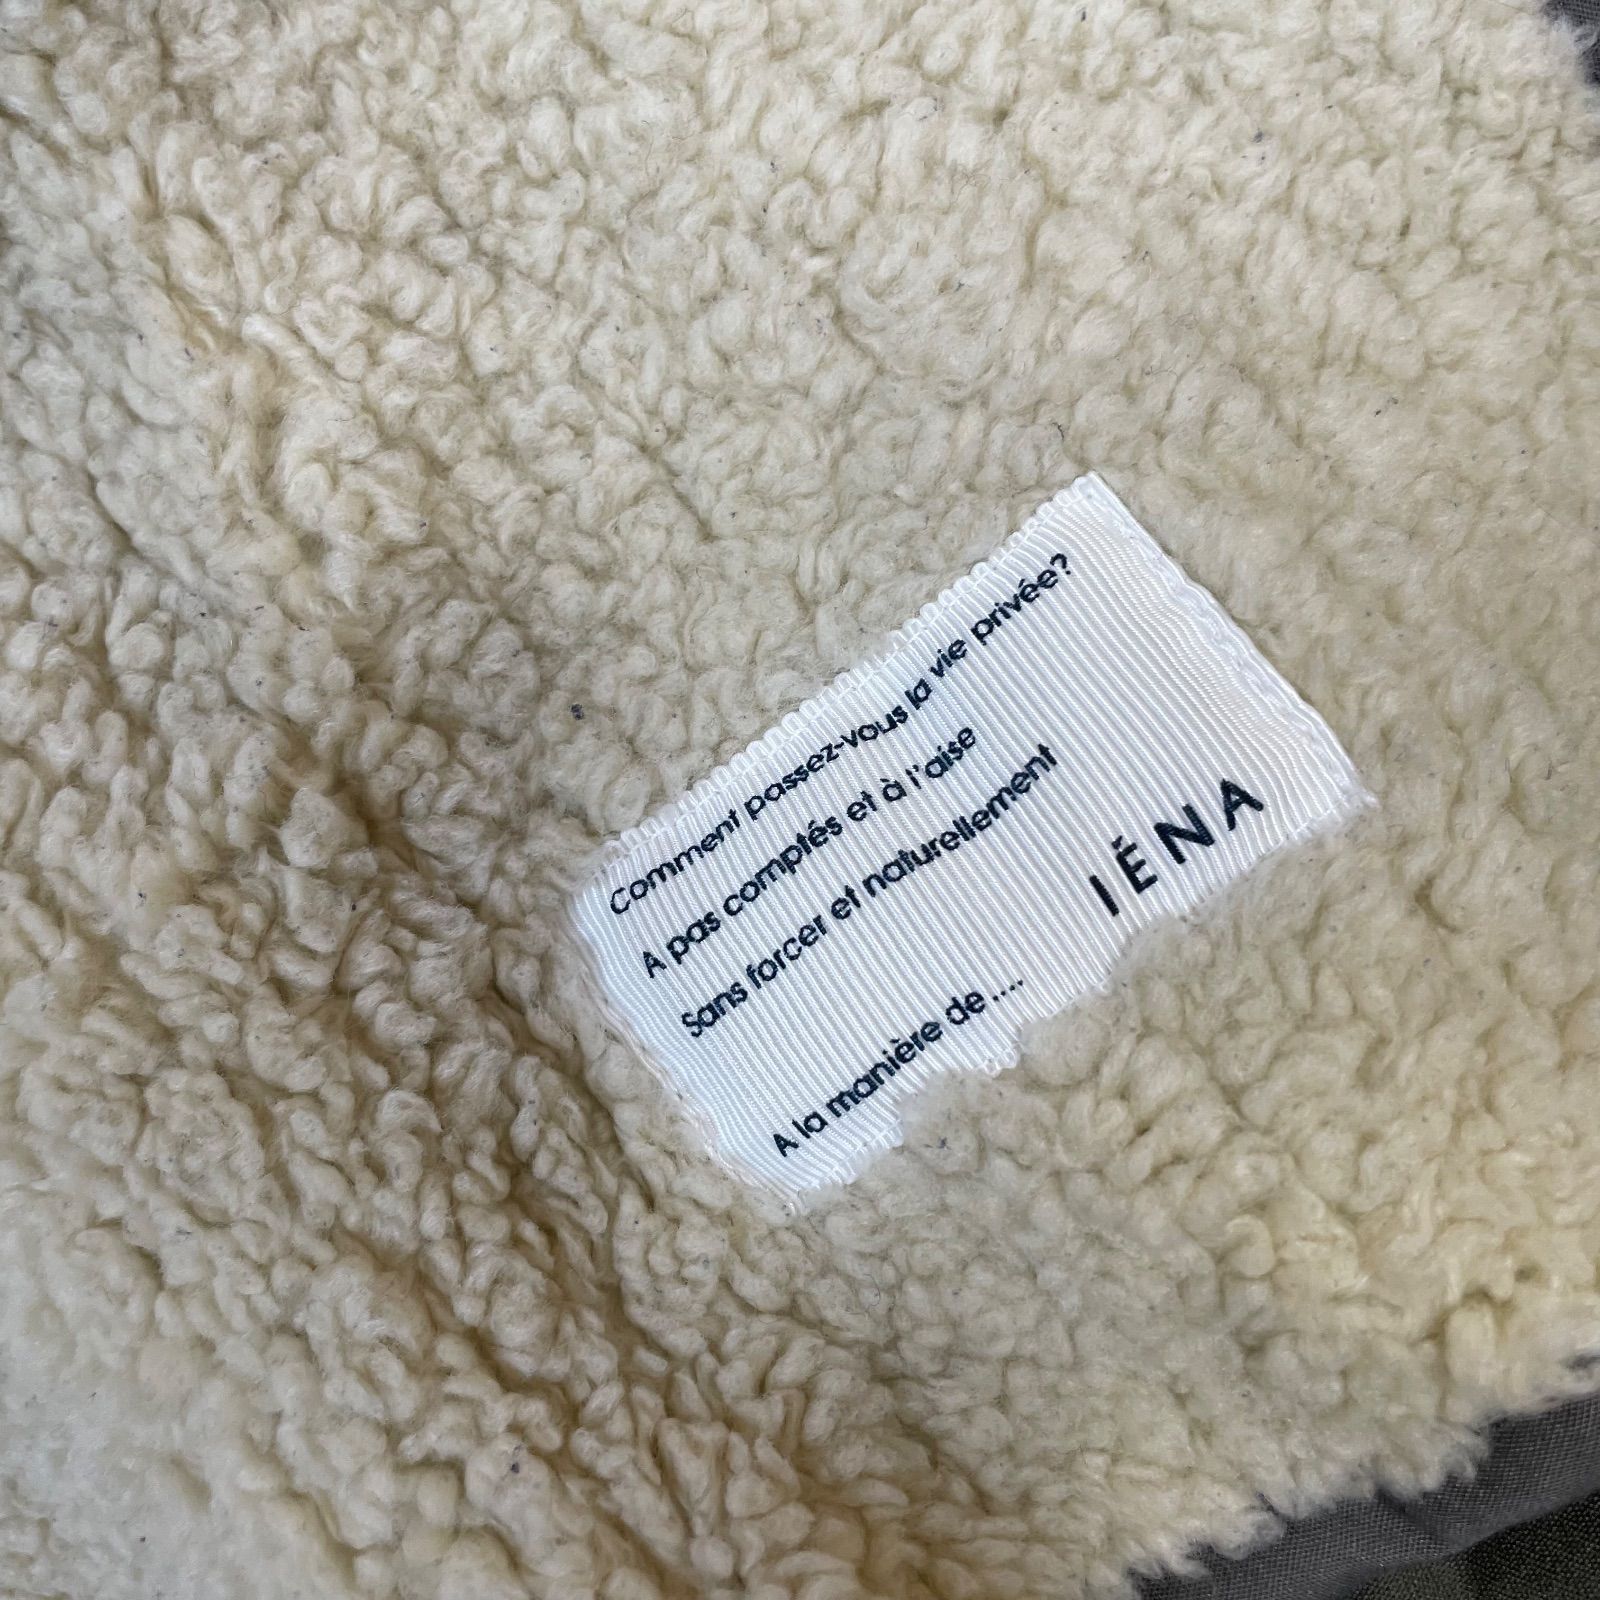 Comment passez-vous la vie privée?
A pas comptés et à l'aise
Sans forcer et naturellement
IÉNA
A la manière de ....